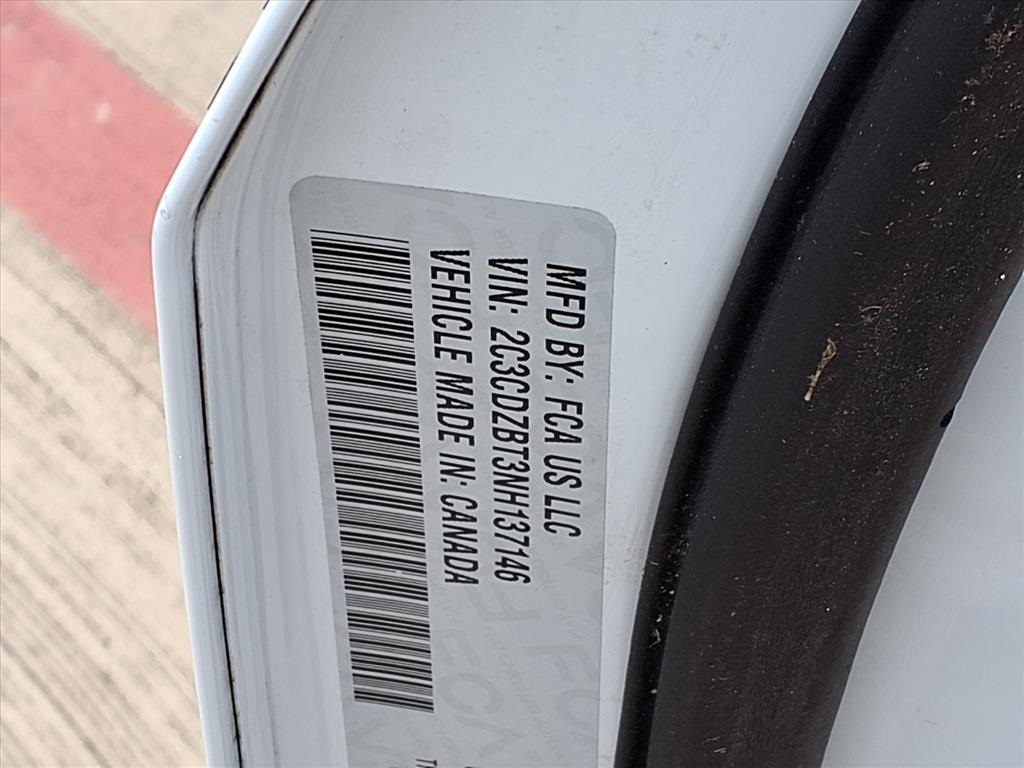 MFD BY: FCA US LLC
VIN: 2C3CDZBT3NH137146
VEHICLE MADE IN: CANADA